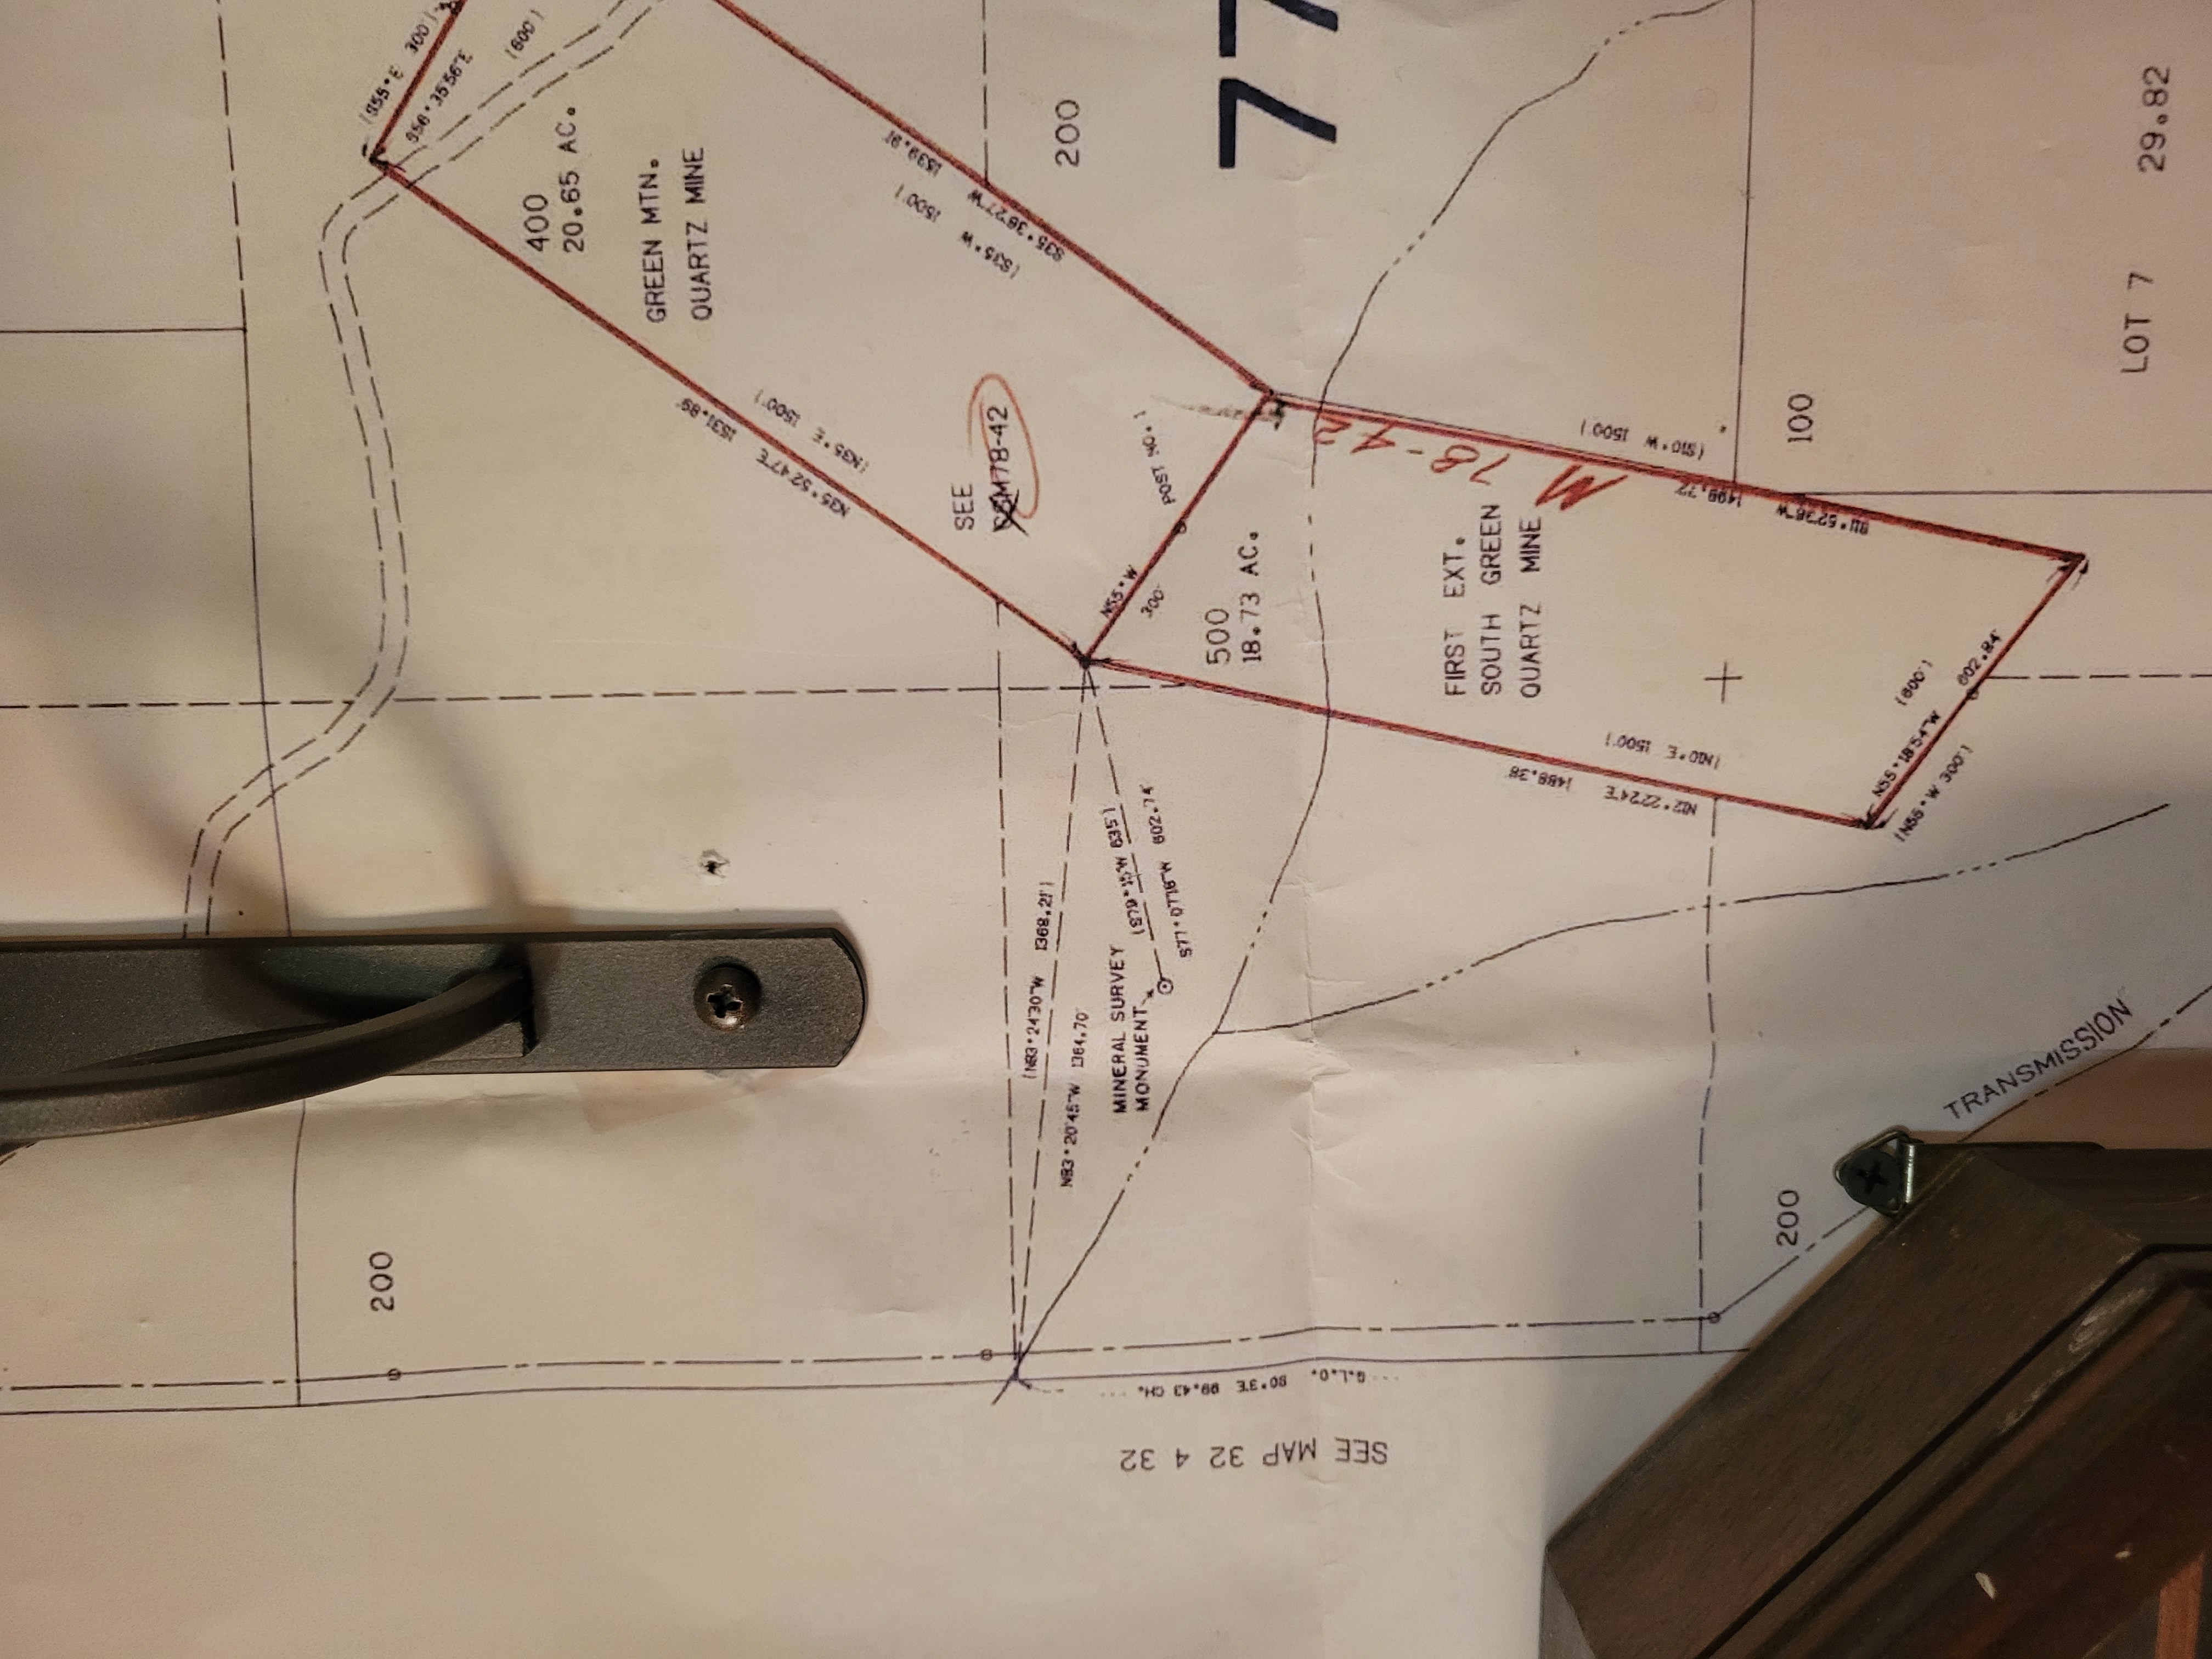 200
(S55°E 300')
S56°35'56"E
(600')
400
20.65 AC.
GREEN MTN.
QUARTZ MINE
N35°52'47"E 1531.89'
(N35°E 1500')
SEE
CSM78-42
(S35°W 1500')
S35°36'27"W 1539.91'
200
(N83°24'30"W 1368.21')
N83°20'45"W 1364.70'
MINERAL SURVEY
MONUMENT
(S79°15'W 635')
S77°07'18"W 602.74'
N55°W
300'
POST NO. 1
SEE MAP 32 4 32
G.L.O. S0°3'E 99.43 CH.
500
18.73 AC.
77
FIRST EXT.
SOUTH GREEN
QUARTZ MINE
M 78-42
N12°22'24"E 1488.38'
(N10°E 1500')
(S10°W 1500')
S11°52'36"W 1498.72'
200
100
N55°18'54"W 602.84'
(600')
(N55°W 300')
TRANSMISSION
LOT 7 29.82